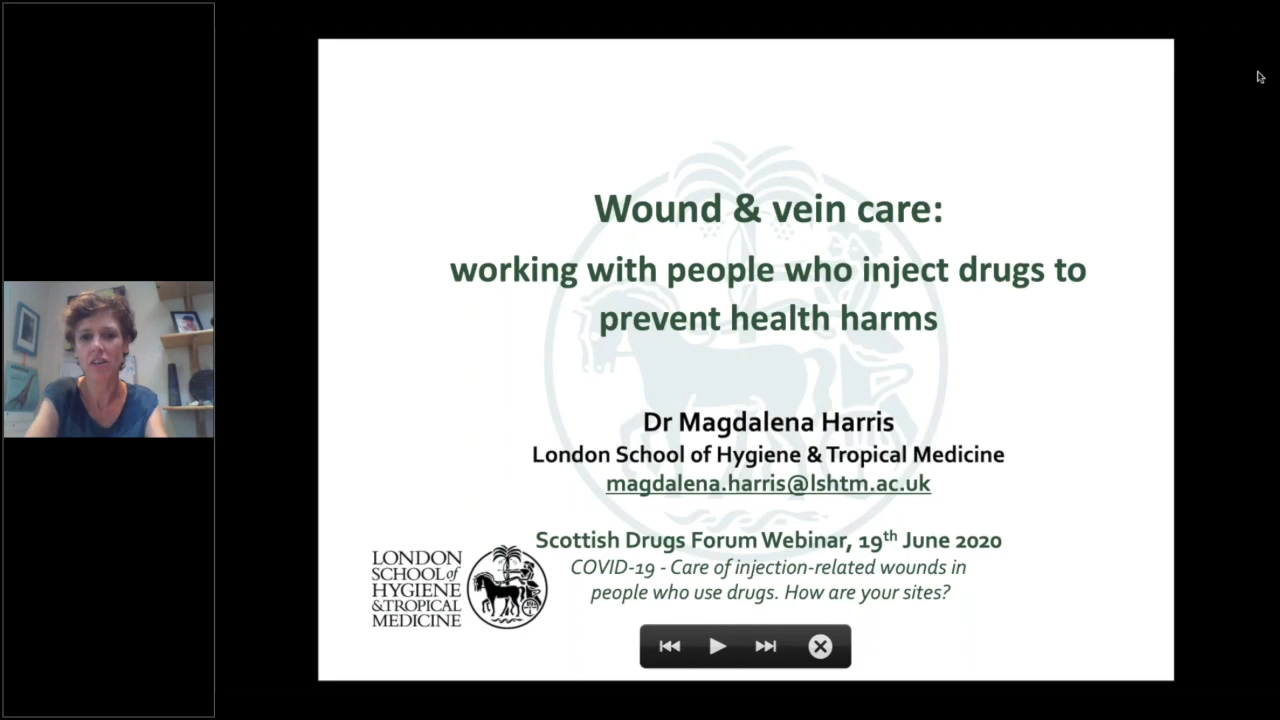 Wound & vein care:
working with people who inject drugs to
prevent health harms
Dr Magdalena Harris
London School of Hygiene & Tropical Medicine
magdalena.harris@lshtm.ac.uk
Scottish Drugs Forum Webinar, 19th June 2020
COVID-19 - Care of injection-related wounds in
people who use drugs. How are your sites?
LONDON
SCHOOL of
HYGIENE
& TROPICAL
MEDICINE